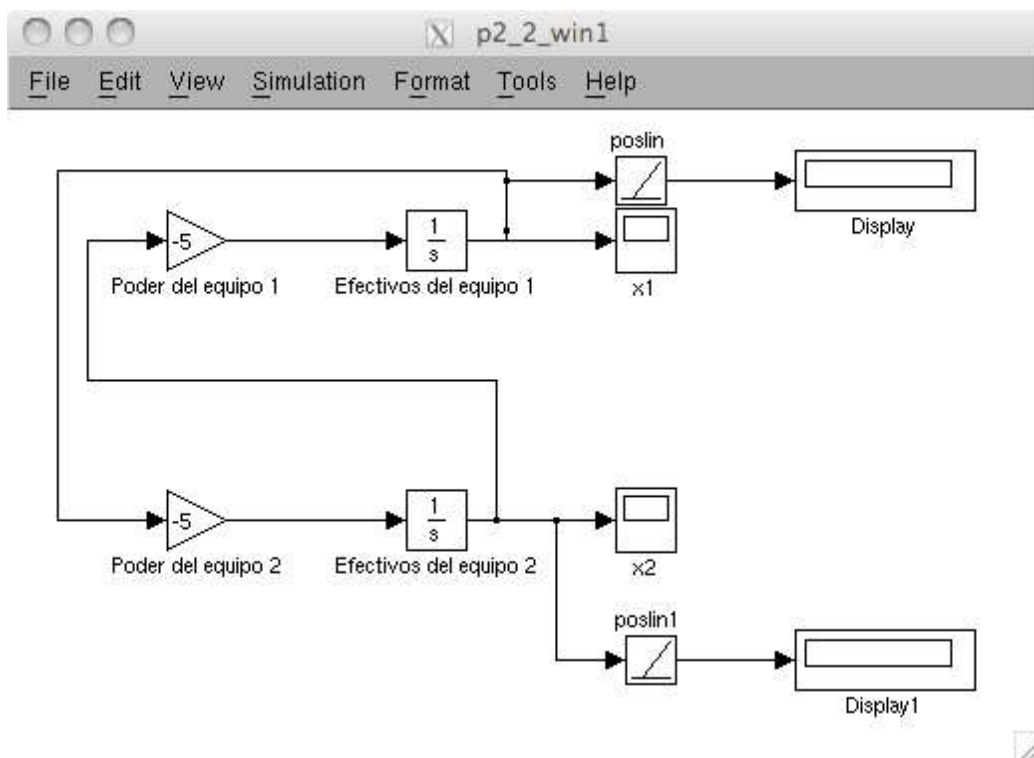 X p2_2_win1
File Edit View Simulation Format Tools Help
poslin
Display
-5
1
s
Poder del equipo 1
Efectivos del equipo 1
x1
-5
1
s
Poder del equipo 2
Efectivos del equipo 2
x2
poslin1
Display1